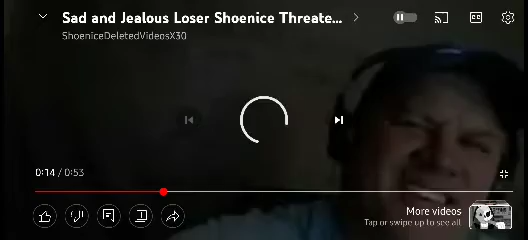 Sad and Jealous Loser Shoenice Threate...
ShoeniceDeletedVideosX30
0:14 / 0:53
More videos
Tap or swipe up to see all